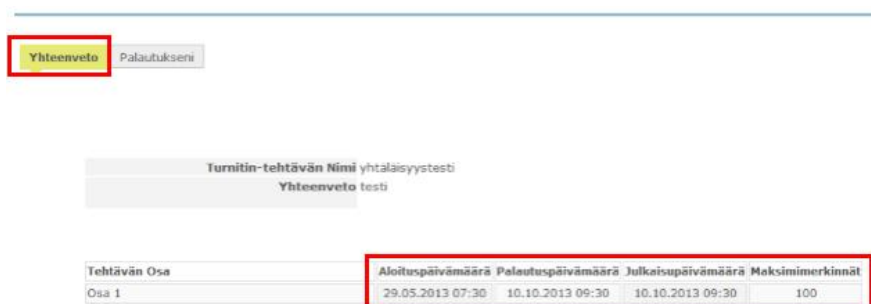 Yhteenveto Palautukseni
Turnitin-tehtävän Nimi yhtäläisyystesti
Yhteenveto testi
Tehtävän Osa Aloituspäivämäärä Palautuspäivämäärä Julkaisupäivämäärä Maksimimerkinnät
Osa 1 29.05.2013 07:30 10.10.2013 09:30 10.10.2013 09:30 100